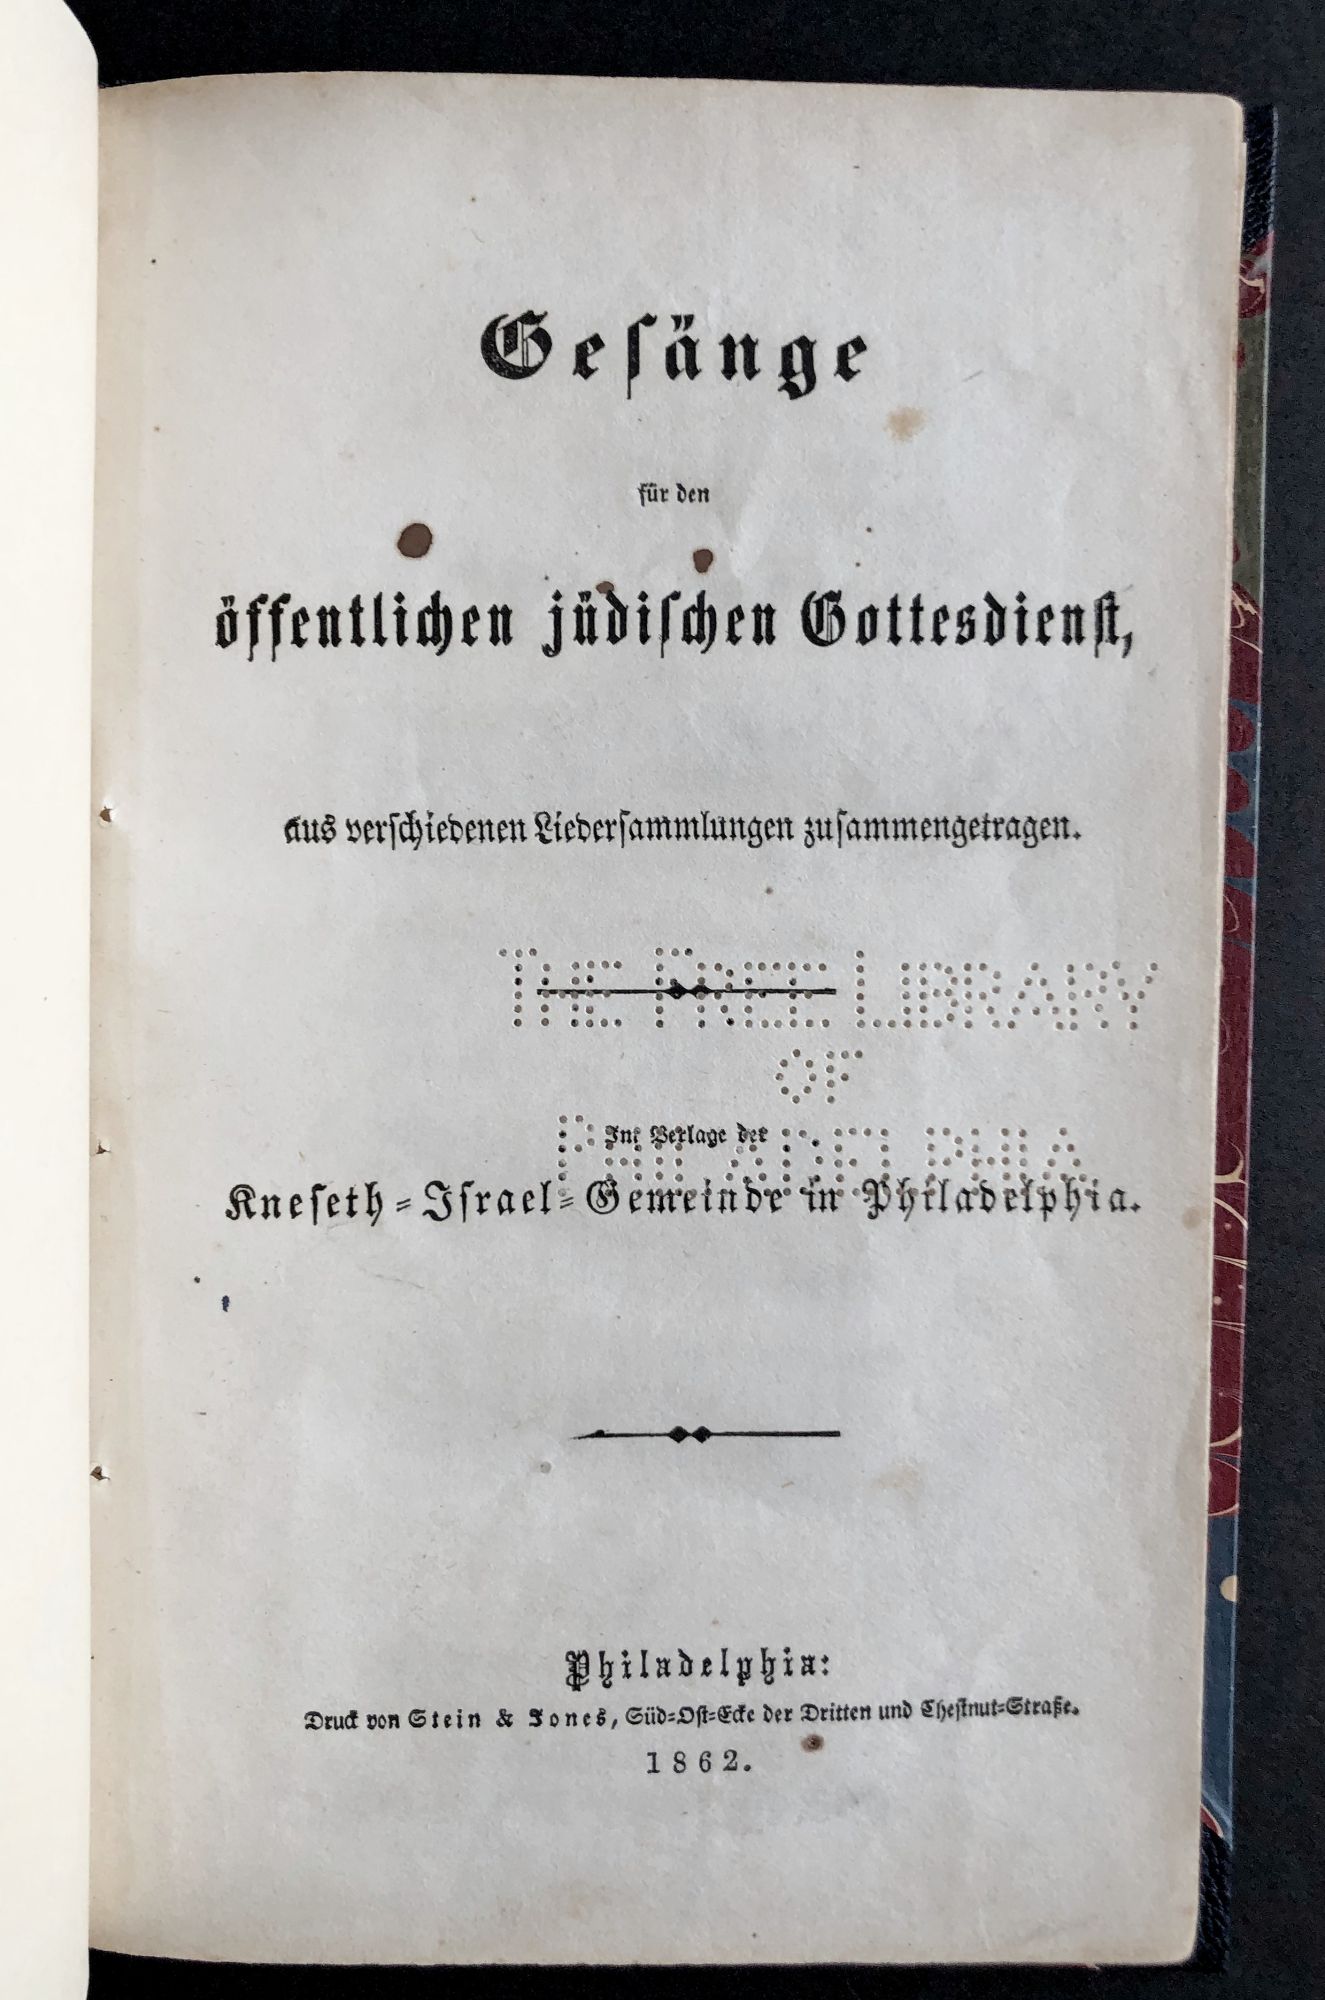 Gesänge
für den
öffentlichen jüdischen Gottesdienst,
aus verschiedenen Liedersammlungen zusammengetragen.
THE FREE LIBRARY
OF
PHILADELPHIA
Im Verlage der
Kneseth-Israel-Gemeinde in Philadelphia.
Philadelphia:
Druck von Stein & Jones, Süd-Ost-Ecke der Dritten und Chestnut-Straße.
1862.